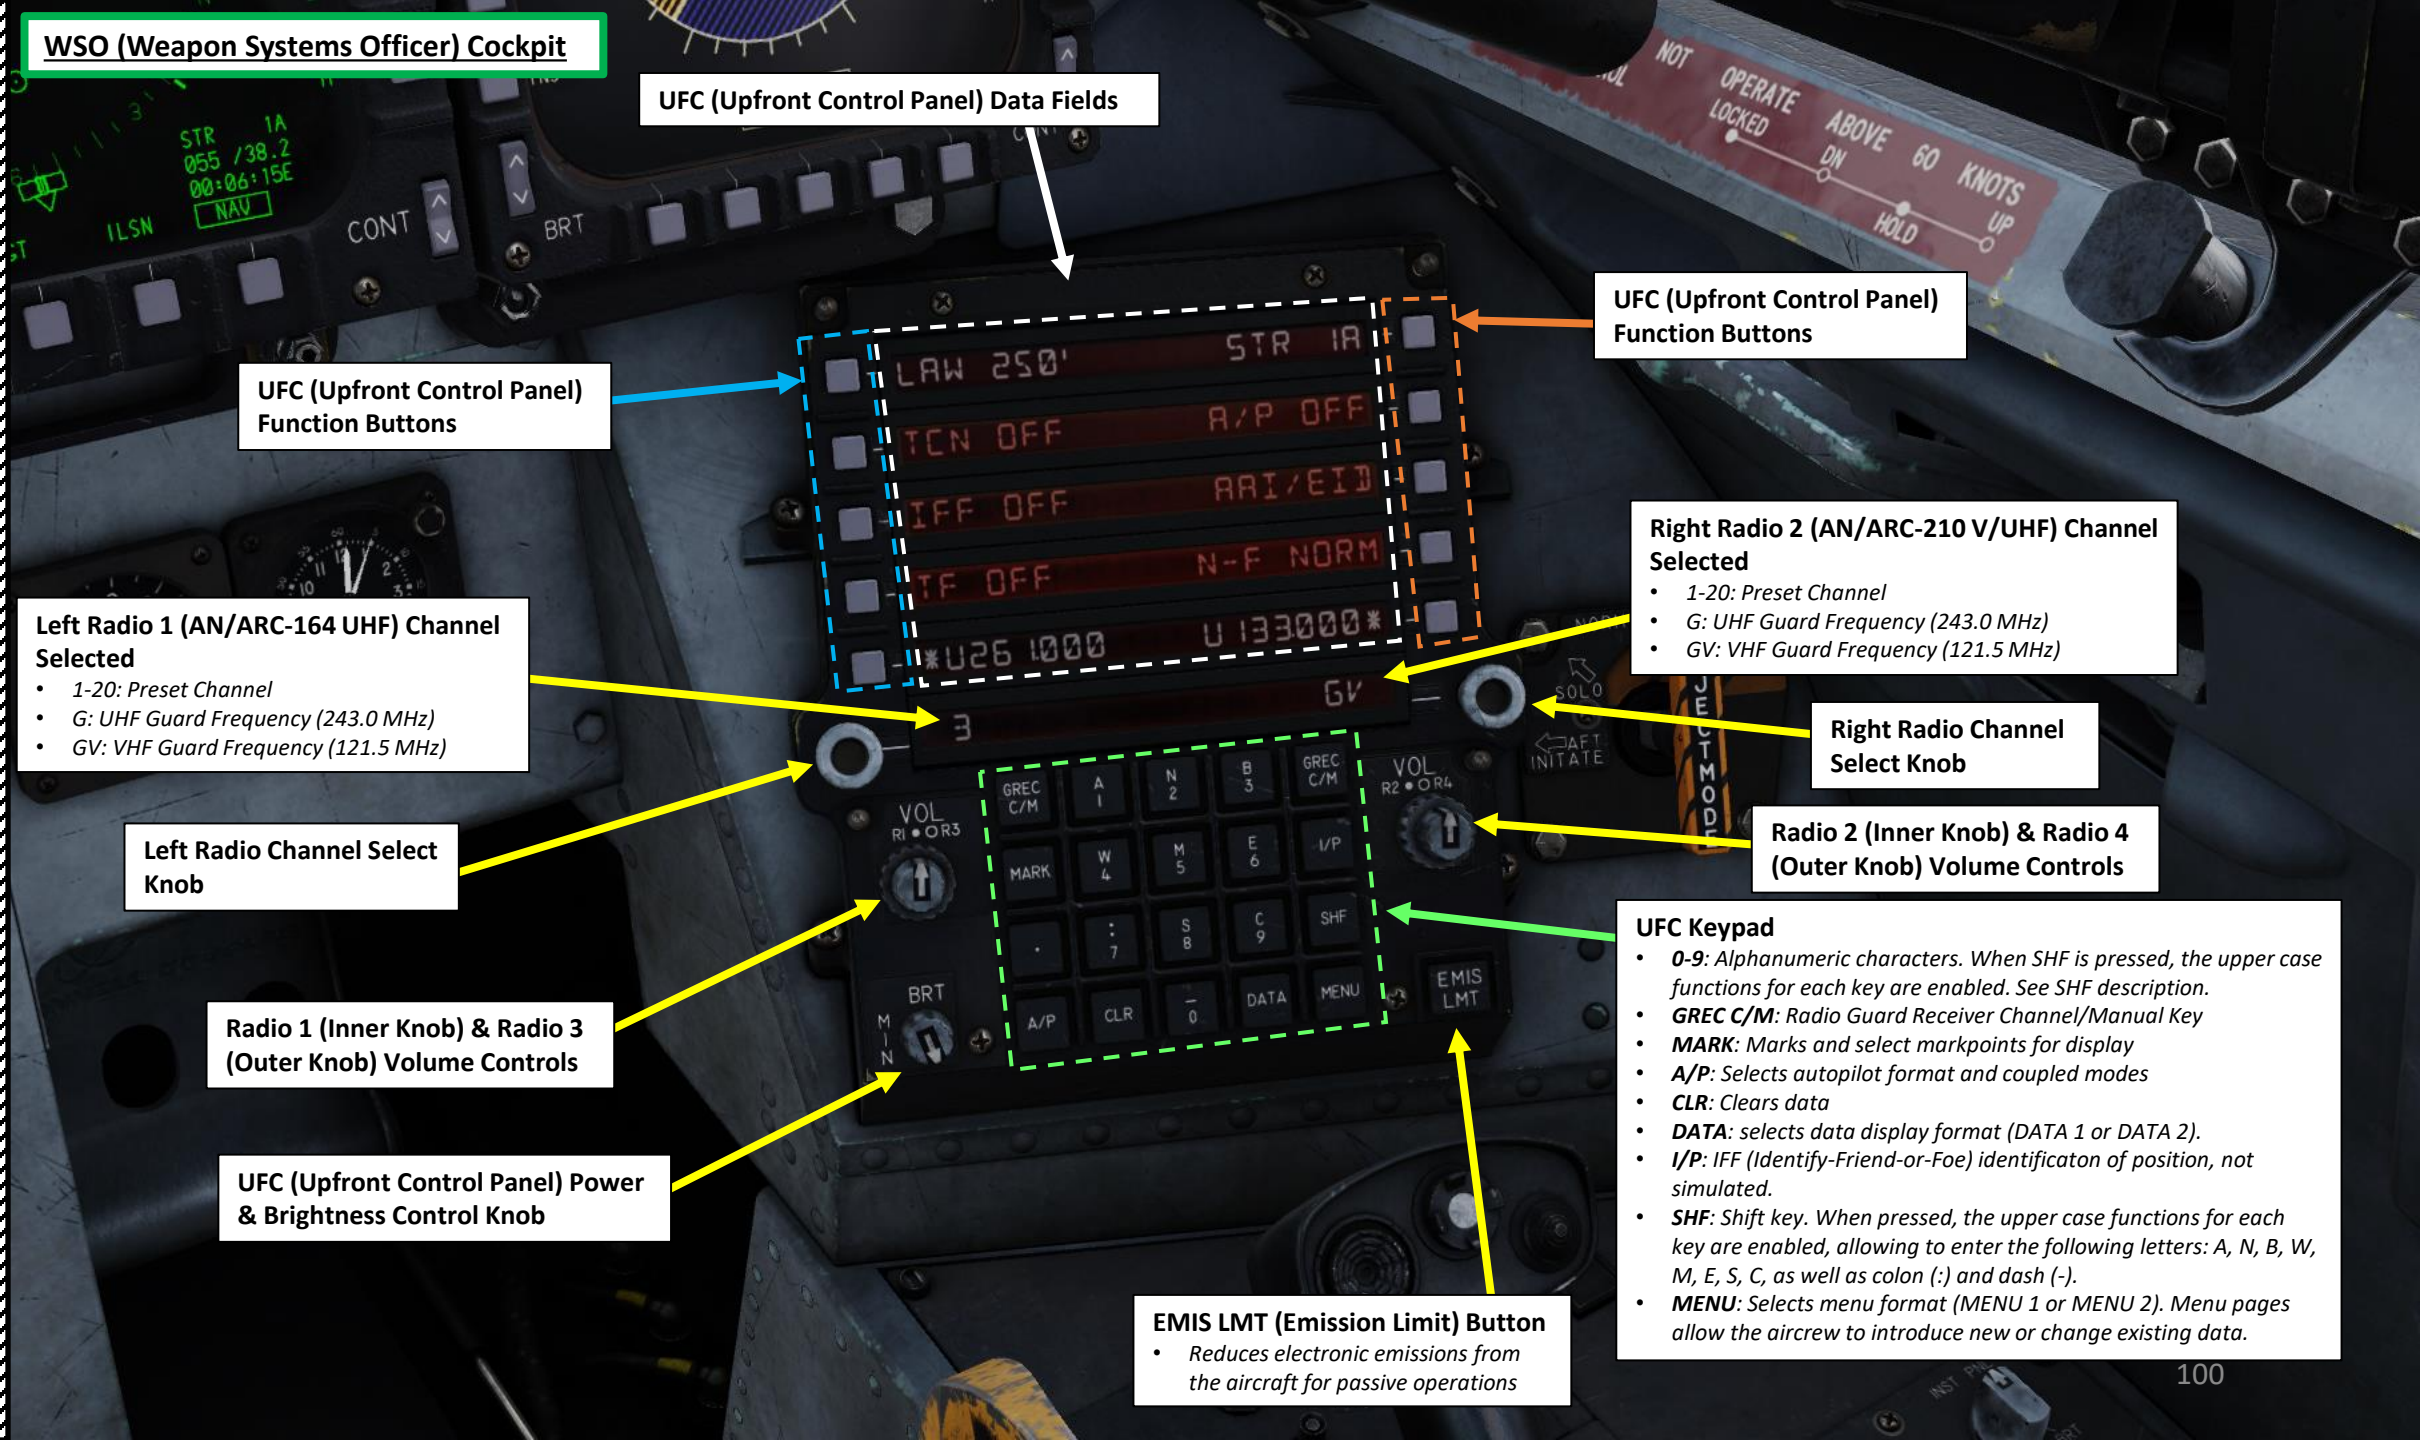 WSO (Weapon Systems Officer) Cockpit
UFC (Upfront Control Panel) Data Fields
NOT OPERATE ABOVE 60 KNOTS
LOCKED
DN
HOLD
UP
STR 1A
055 /38.2
00:06:15E
NAV
ILSN
CONT
BRT
UFC (Upfront Control Panel)
Function Buttons
UFC (Upfront Control Panel)
Function Buttons
LAW 250' STR 1A
TCN OFF A/P OFF
IFF OFF AAI/EID
TF OFF N-F NORM
*U261.000 U133.000*
3 GV
Left Radio 1 (AN/ARC-164 UHF) Channel
Selected
• 1-20: Preset Channel
• G: UHF Guard Frequency (243.0 MHz)
• GV: VHF Guard Frequency (121.5 MHz)
Right Radio 2 (AN/ARC-210 V/UHF) Channel
Selected
• 1-20: Preset Channel
• G: UHF Guard Frequency (243.0 MHz)
• GV: VHF Guard Frequency (121.5 MHz)
SOLO
AFT
INITATE
EJECT MODE
Right Radio Channel
Select Knob
Left Radio Channel Select
Knob
VOL
R1 R3
VOL
R2 R4
GREC C/M A 1 N 2 B 3 GREC C/M
MARK W 4 M 5 E 6 I/P
. : 7 S 8 C 9 SHF
A/P CLR – 0 DATA MENU
BRT
MIN
EMIS
LMT
Radio 2 (Inner Knob) & Radio 4
(Outer Knob) Volume Controls
Radio 1 (Inner Knob) & Radio 3
(Outer Knob) Volume Controls
UFC (Upfront Control Panel) Power
& Brightness Control Knob
UFC Keypad
• 0-9: Alphanumeric characters. When SHF is pressed, the upper case
functions for each key are enabled. See SHF description.
• GREC C/M: Radio Guard Receiver Channel/Manual Key
• MARK: Marks and select markpoints for display
• A/P: Selects autopilot format and coupled modes
• CLR: Clears data
• DATA: selects data display format (DATA 1 or DATA 2).
• I/P: IFF (Identify-Friend-or-Foe) identificaton of position, not
simulated.
• SHF: Shift key. When pressed, the upper case functions for each
key are enabled, allowing to enter the following letters: A, N, B, W,
M, E, S, C, as well as colon (:) and dash (-).
• MENU: Selects menu format (MENU 1 or MENU 2). Menu pages
allow the aircrew to introduce new or change existing data.
EMIS LMT (Emission Limit) Button
• Reduces electronic emissions from
the aircraft for passive operations
100
INST PNL